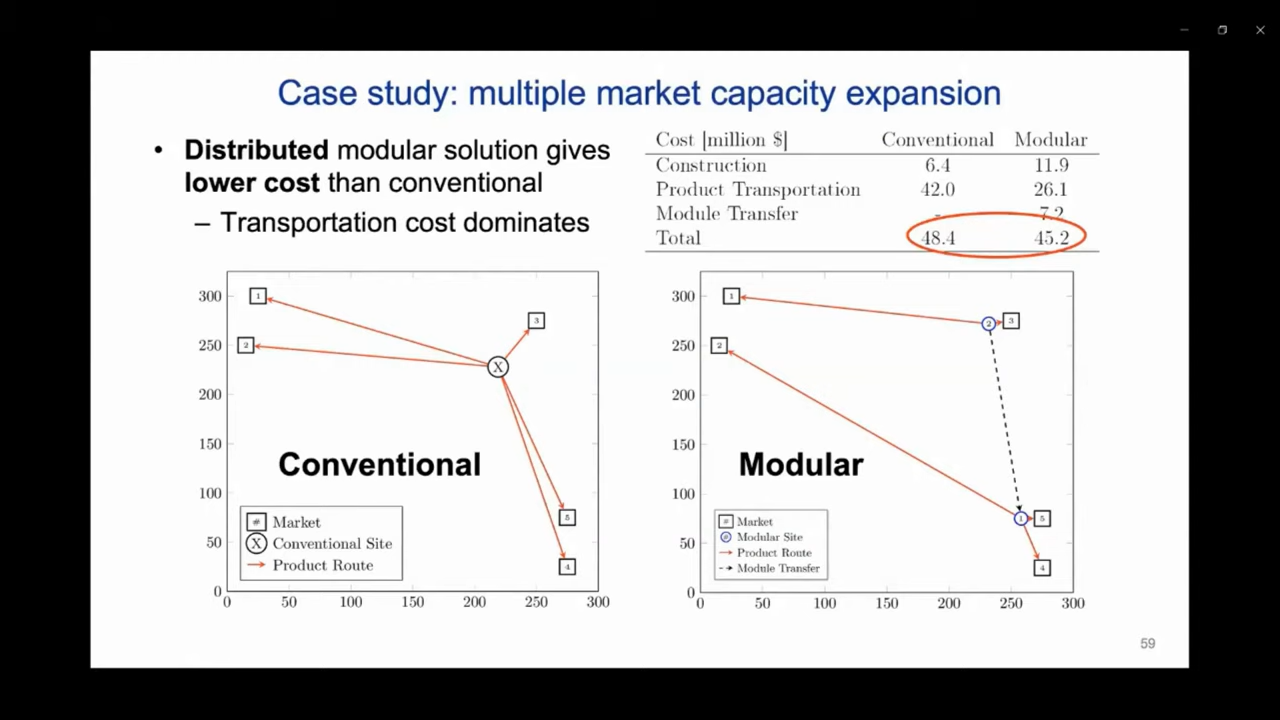 Case study: multiple market capacity expansion
• Distributed modular solution gives
lower cost than conventional
– Transportation cost dominates
Cost [million $] Conventional Modular
Construction 6.4 11.9
Product Transportation 42.0 26.1
Module Transfer - 7.2
Total 48.4 45.2
300
250
200
150
100
50
0
0 50 100 150 200 250 300
1
2
3
X
5
4
Conventional
# Market
X Conventional Site
Product Route
300
250
200
150
100
50
0
0 50 100 150 200 250 300
1
2
2 3
1 5
4
Modular
# Market
# Modular Site
Product Route
Module Transfer
59